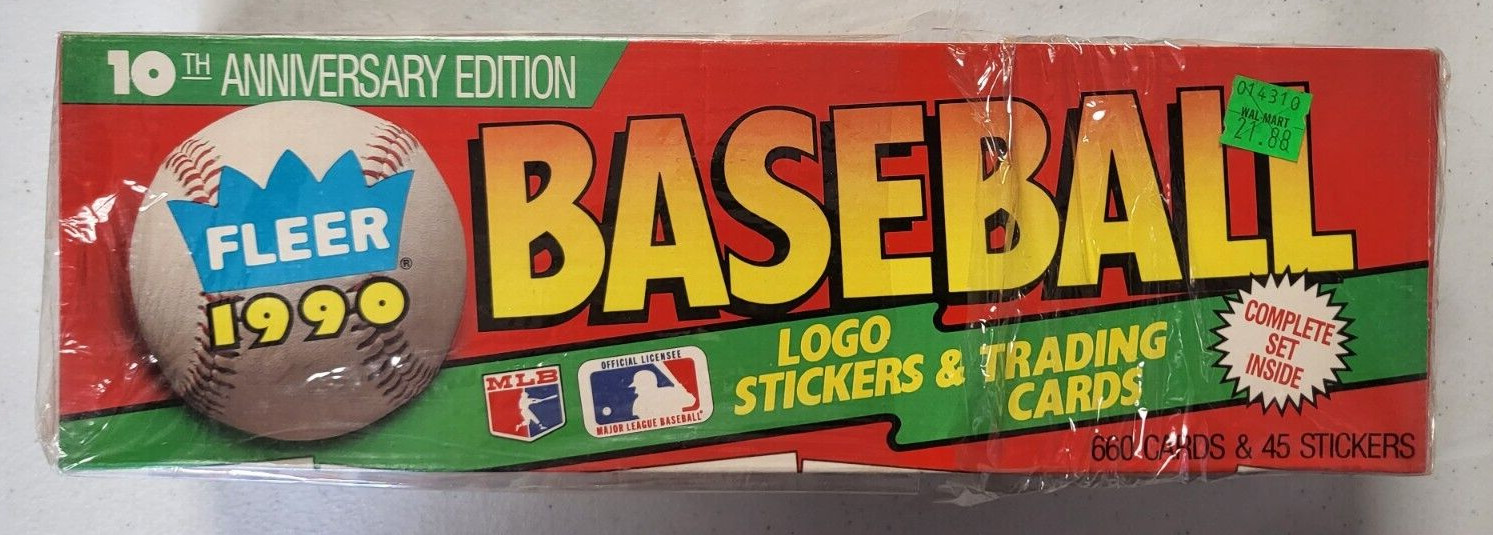 10TH ANNIVERSARY EDITION
FLEER®
1990
BASEBALL
014310
WAL-MART
21.88
MLB
OFFICIAL LICENSEE
MAJOR LEAGUE BASEBALL®
LOGO
STICKERS & TRADING
CARDS
COMPLETE
SET
INSIDE
660 CARDS & 45 STICKERS